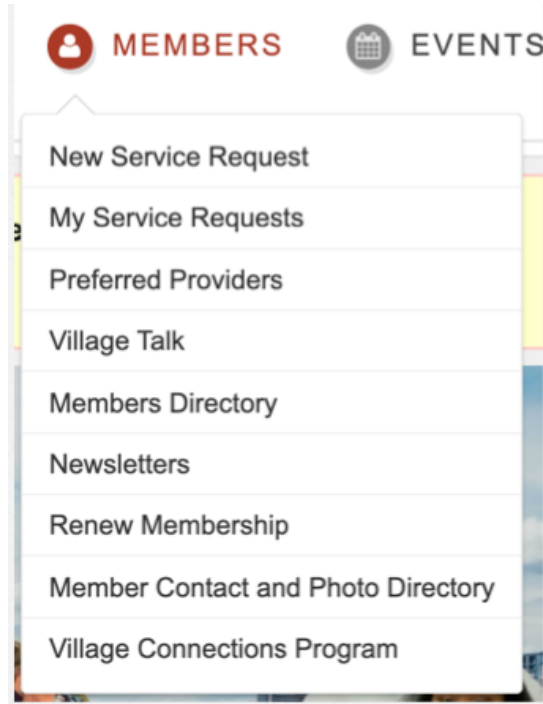 MEMBERS EVENTS
New Service Request
My Service Requests
Preferred Providers
Village Talk
Members Directory
Newsletters
Renew Membership
Member Contact and Photo Directory
Village Connections Program